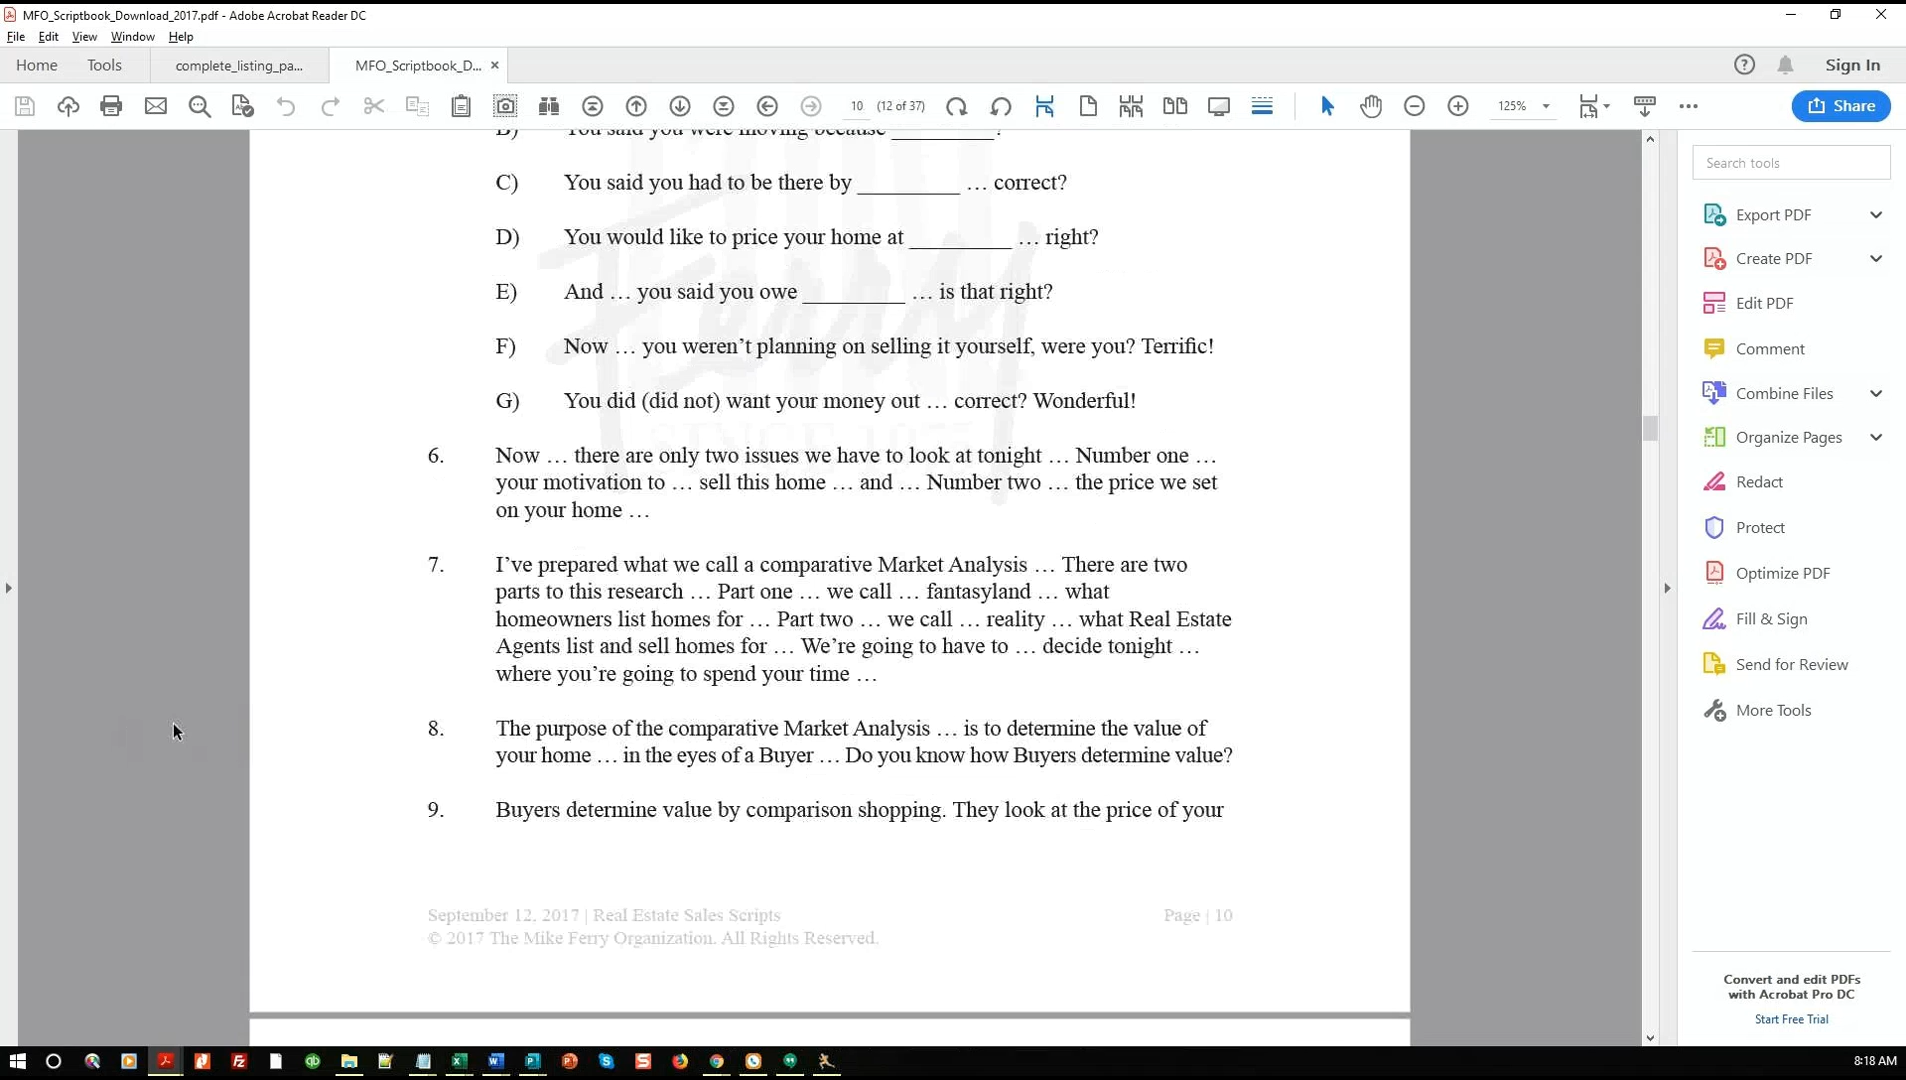 MFO_Scriptbook_Download_2017.pdf - Adobe Acrobat Reader DC
File Edit View Window Help
Home Tools complete_listing_pa... MFO_Scriptbook_D... × Sign In
10 (12 of 37) 125% Share
B) You said you were moving because __________?
C) You said you had to be there by __________ … correct?
D) You would like to price your home at __________ … right?
E) And … you said you owe __________ … is that right?
F) Now … you weren’t planning on selling it yourself, were you? Terrific!
G) You did (did not) want your money out … correct? Wonderful!
6. Now … there are only two issues we have to look at tonight … Number one …
your motivation to … sell this home … and … Number two … the price we set
on your home …
7. I’ve prepared what we call a comparative Market Analysis … There are two
parts to this research … Part one … we call … fantasyland … what
homeowners list homes for … Part two … we call … reality … what Real Estate
Agents list and sell homes for … We’re going to have to … decide tonight …
where you’re going to spend your time …
8. The purpose of the comparative Market Analysis … is to determine the value of
your home … in the eyes of a Buyer … Do you know how Buyers determine value?
9. Buyers determine value by comparison shopping. They look at the price of your
September 12, 2017 | Real Estate Sales Scripts Page | 10
© 2017 The Mike Ferry Organization. All Rights Reserved.
Ferry
SINCE 1975
Search tools
Export PDF
Create PDF
Edit PDF
Comment
Combine Files
Organize Pages
Redact
Protect
Optimize PDF
Fill & Sign
Send for Review
More Tools
Convert and edit PDFs
with Acrobat Pro DC
Start Free Trial
8:18 AM